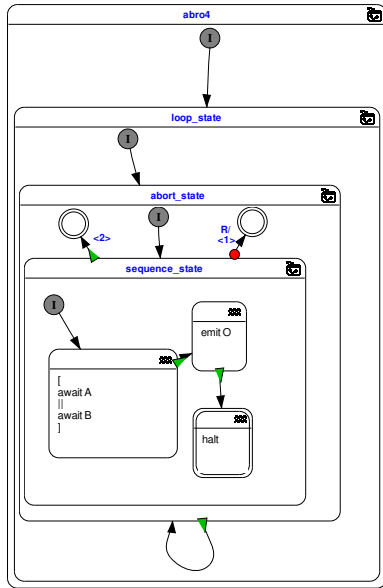 abro4
I
loop_state
I
abort_state
I
<2>
R/
<1>
sequence_state
I
emit O
[
await A
||
await B
]
halt